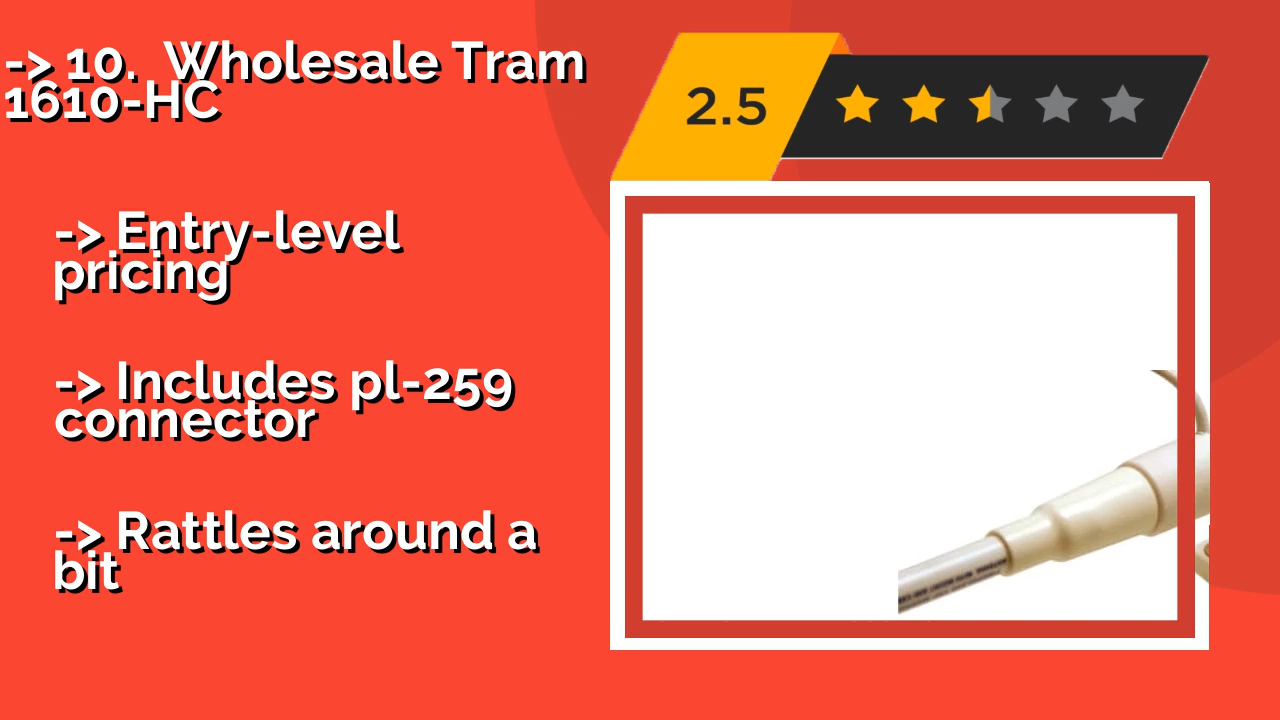 -> 10.  Wholesale Tram
1610-HC
2.5
-> Entry-level
pricing
-> Includes pl-259
connector
-> Rattles around a
bit